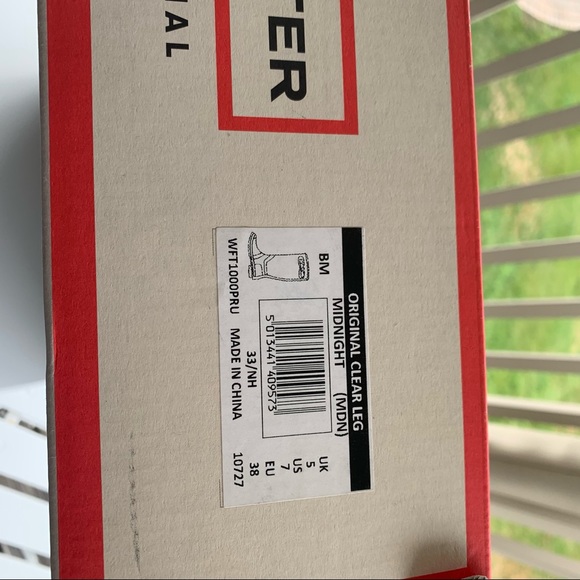 TER
NAL
ORIGINAL CLEAR LEG
MIDNIGHT (MDN)
BM
5 013441 409573
UK US EU
5 7 38
33/NH
WFT1000PRU MADE IN CHINA 10727